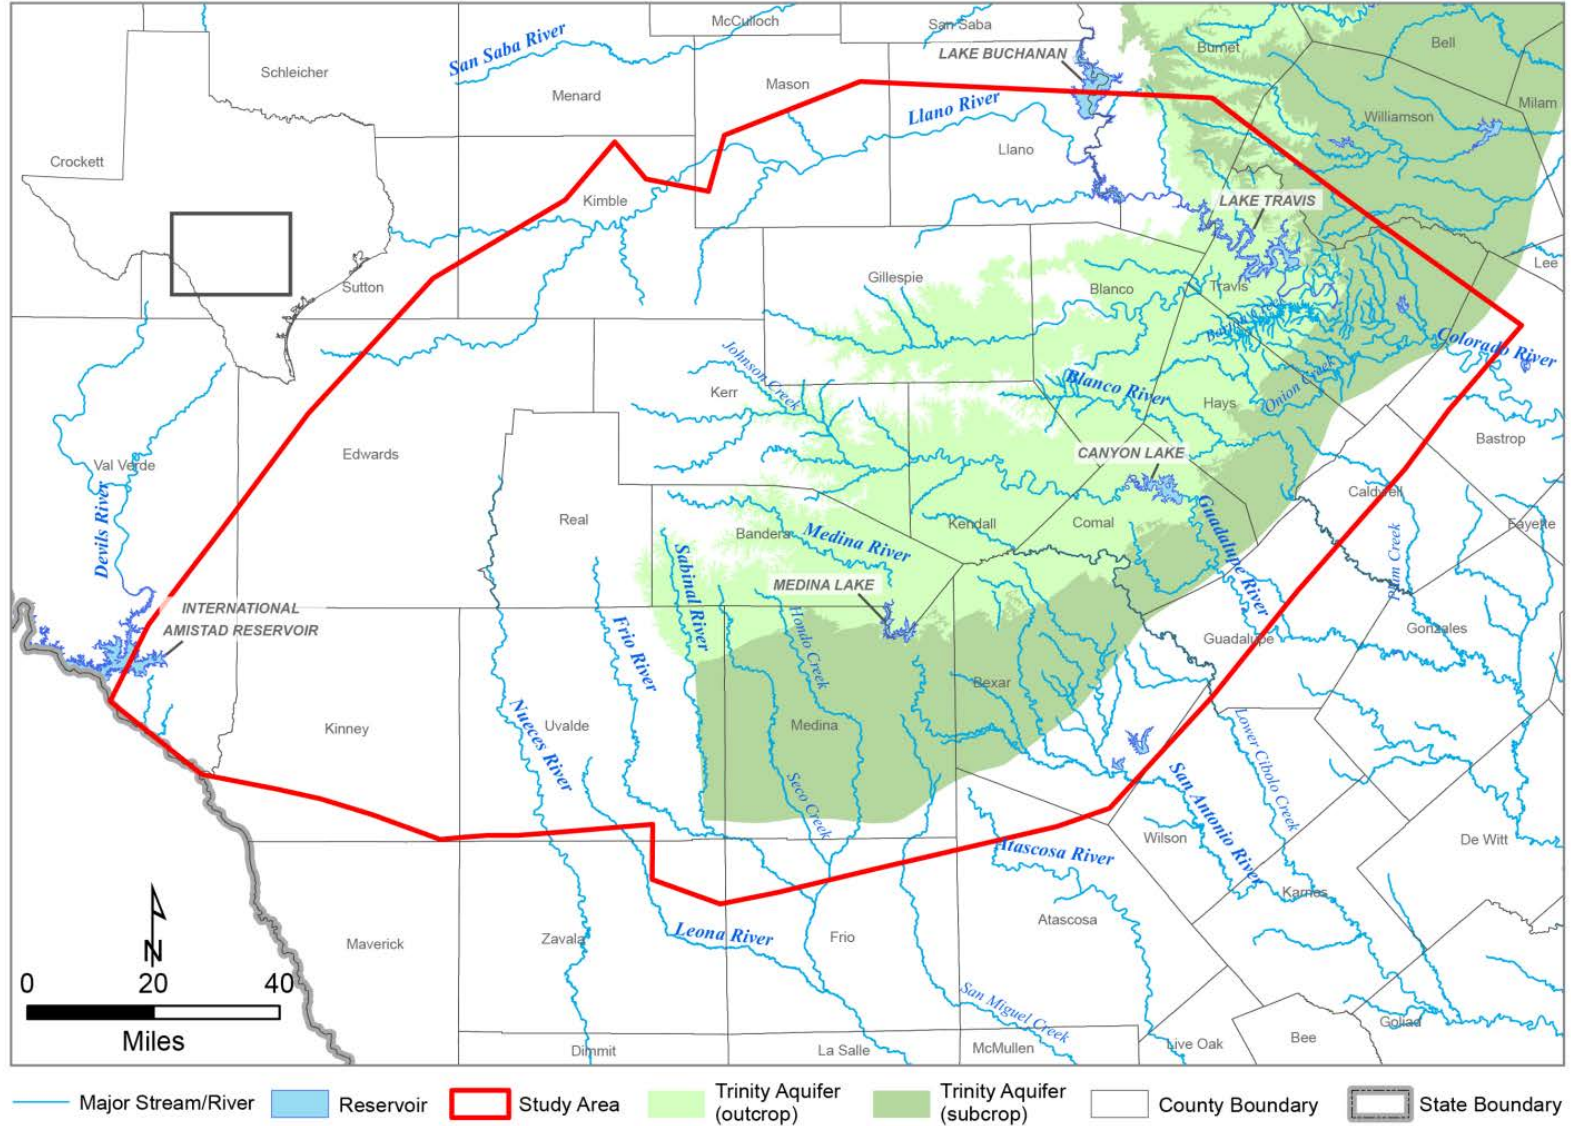 McCulloch
San Saba
Burnet
Bell
San Saba River
LAKE BUCHANAN
Schleicher
Menard
Mason
Milam
Llano River
Williamson
Crockett
Llano
Kimble
LAKE TRAVIS
Lee
Sutton
Gillespie
Blanco
Travis
Barton Creek
Colorado River
Johnson Creek
Kerr
Blanco River
Onion Creek
Hays
Bastrop
Edwards
Val Verde
CANYON LAKE
Caldwell
Devils River
Real
Bandera
Medina River
Kendall
Comal
Guadalupe River
Plum Creek
Fayette
Sabinal River
MEDINA LAKE
INTERNATIONAL
AMISTAD RESERVOIR
Frio River
Hondo Creek
Guadalupe
Gonzales
Bexar
Kinney
Nueces River
Uvalde
Medina
Lower Cibolo Creek
Seco Creek
San Antonio River
Wilson
De Witt
Atascosa River
Karnes
Maverick
Zavala
Leona River
Frio
Atascosa
N
0 20 40
Miles
San Miguel Creek
Goliad
Dimmit
La Salle
McMullen
Live Oak
Bee
Major Stream/River
Reservoir
Study Area
Trinity Aquifer
(outcrop)
Trinity Aquifer
(subcrop)
County Boundary
State Boundary